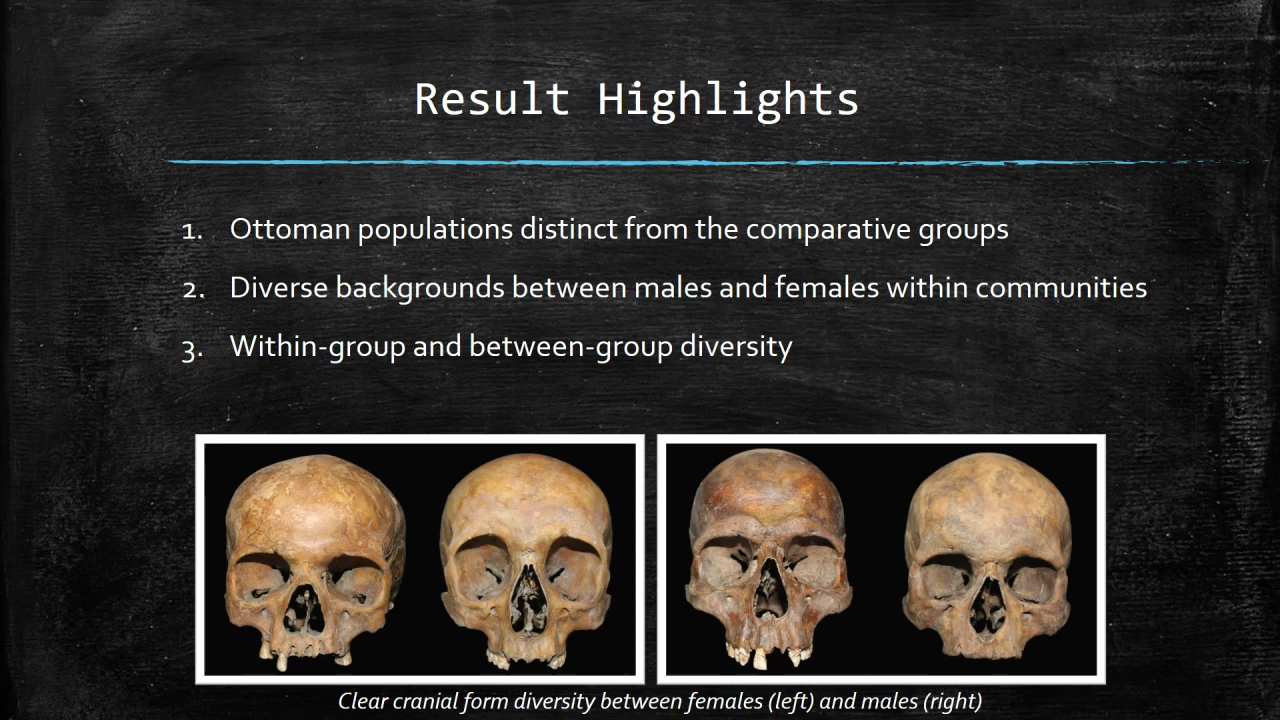 Result Highlights
1. Ottoman populations distinct from the comparative groups
2. Diverse backgrounds between males and females within communities
3. Within-group and between-group diversity
Clear cranial form diversity between females (left) and males (right)